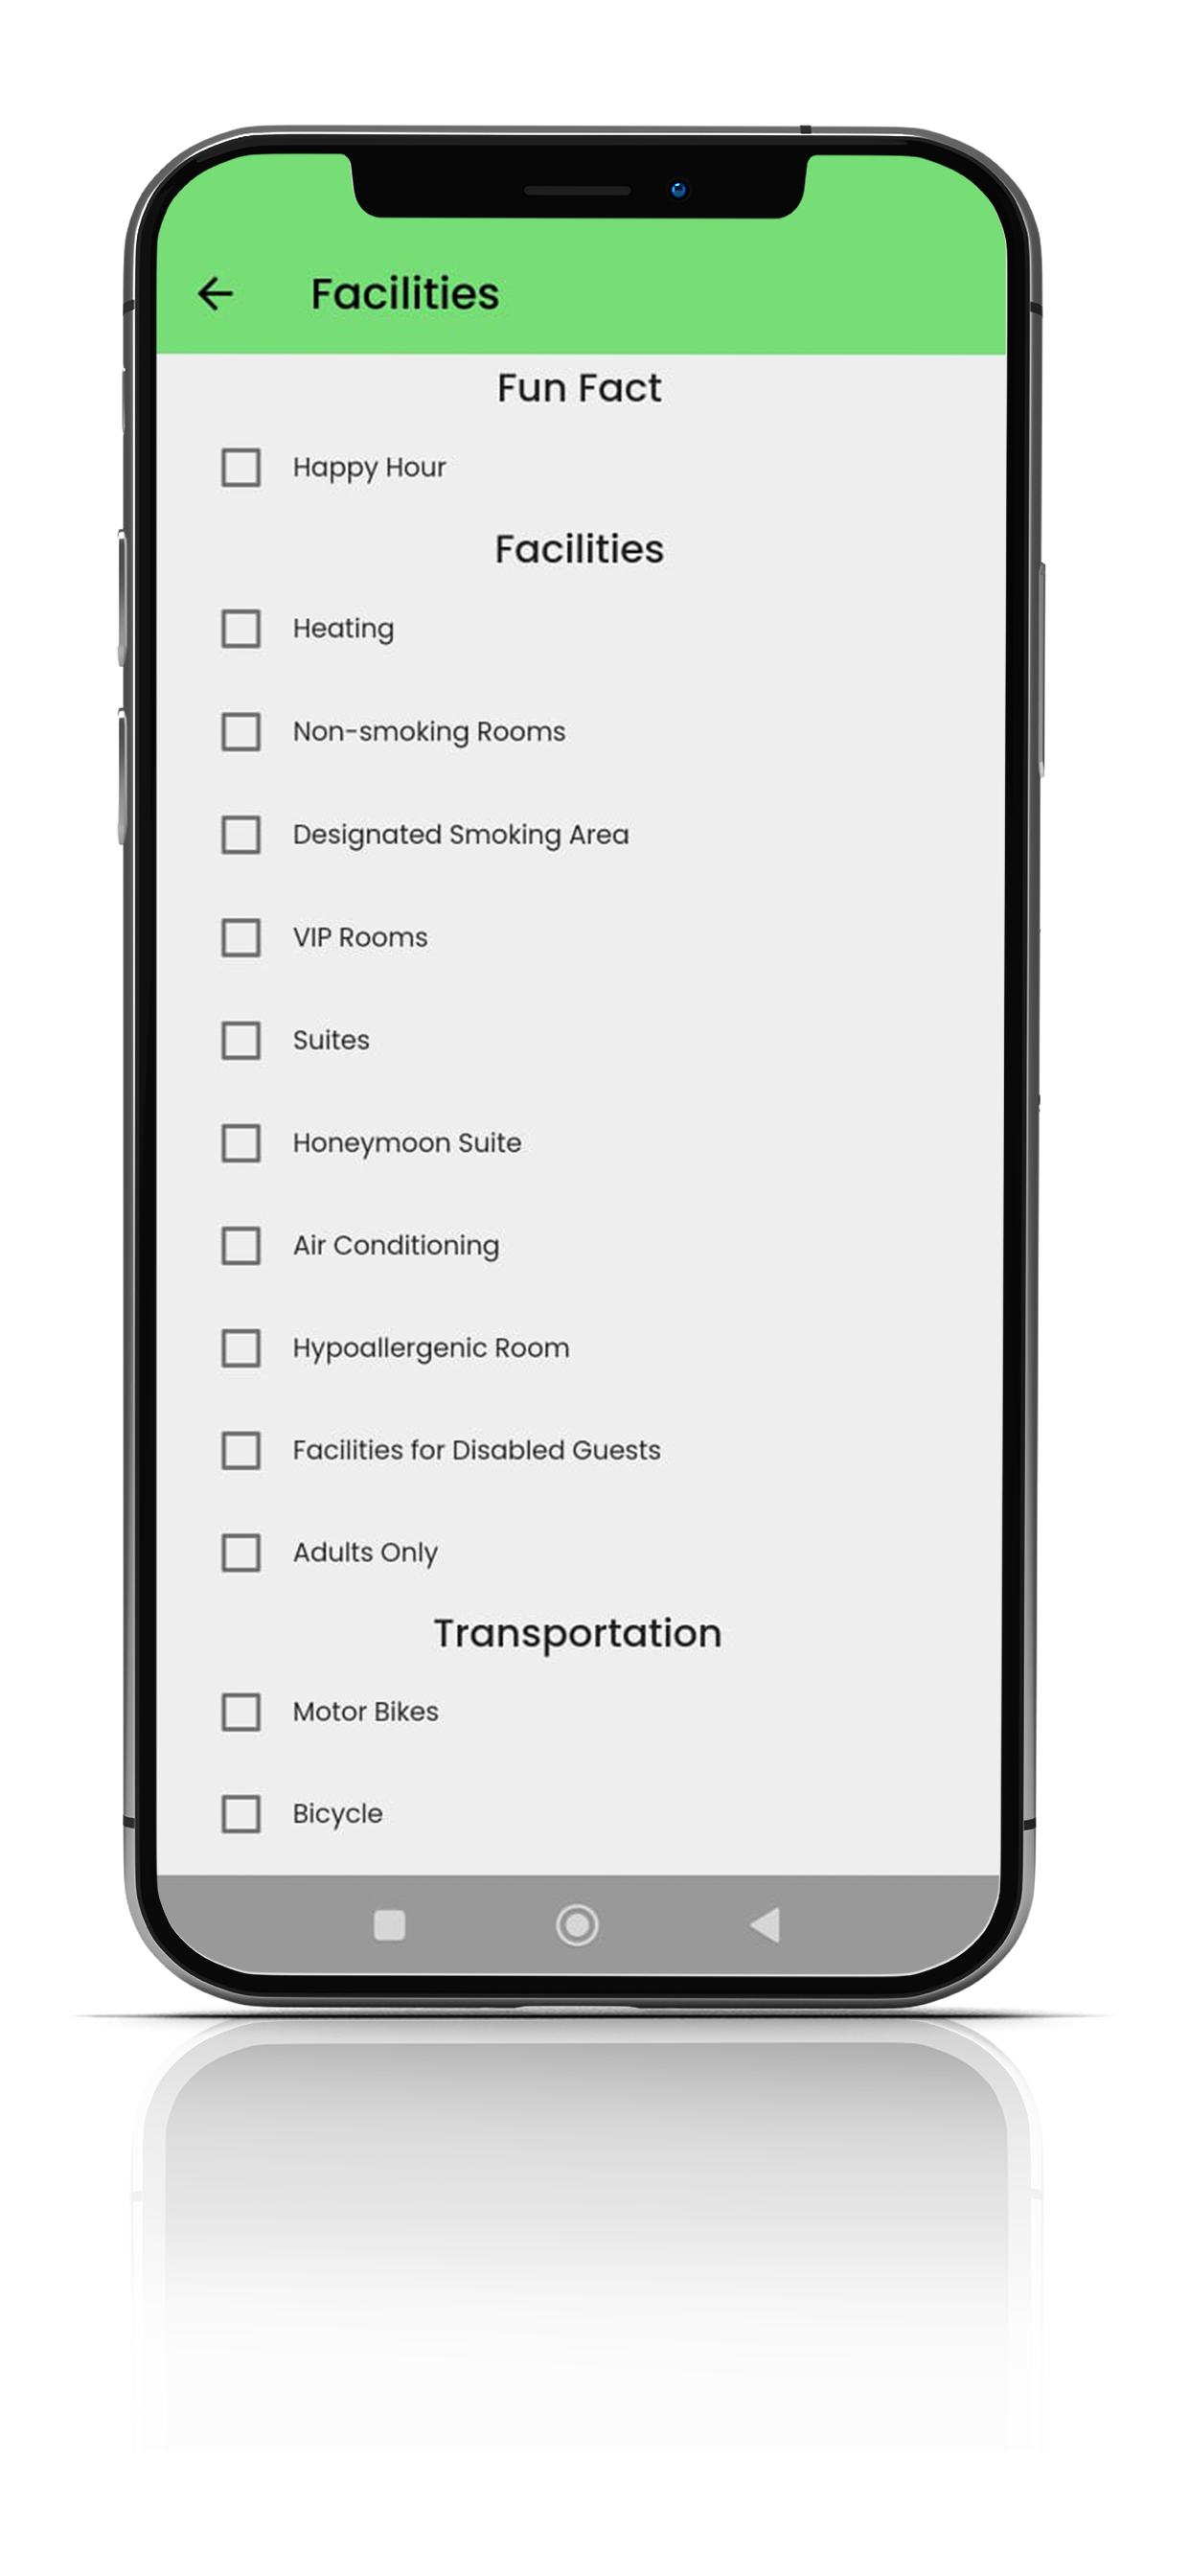 Facilities
Fun Fact
Happy Hour
Facilities
Heating
Non-smoking Rooms
Designated Smoking Area
VIP Rooms
Suites
Honeymoon Suite
Air Conditioning
Hypoallergenic Room
Facilities for Disabled Guests
Adults Only
Transportation
Motor Bikes
Bicycle